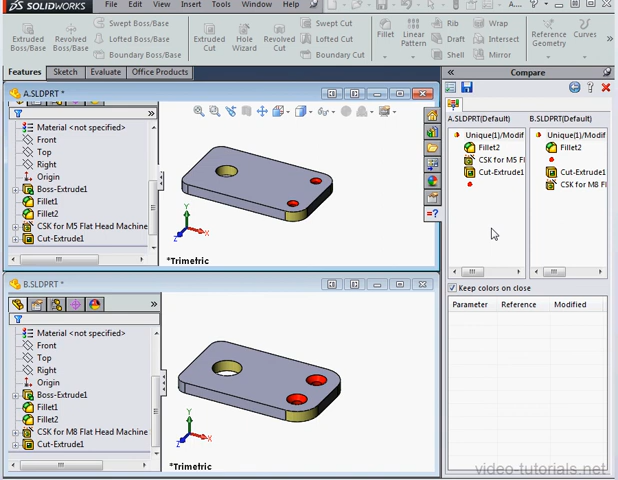 SOLIDWORKS File Edit View Insert Tools Window
Extruded Boss/Base
Revolved Boss/Base
Swept Boss/Base
Lofted Boss/Base
Boundary Boss/Base
Extruded Cut
Hole Wizard
Revolved Cut
Swept Cut
Lofted Cut
Boundary Cut
Fillet
Linear Pattern
Rib
Draft
Shell
Wrap
Intersect
Mirror
Reference Geometry
Curves
Features Sketch Evaluate Office Products
A.SLDPRT *
Material <not specified>
Front
Top
Right
Origin
Boss-Extrude1
Fillet1
Fillet2
CSK for M5 Flat Head Machine
Cut-Extrude1
Y
X
Z
*Trimetric
B.SLDPRT *
Material <not specified>
Front
Top
Right
Origin
Boss-Extrude1
Fillet1
Fillet2
CSK for M8 Flat Head Machine
Cut-Extrude1
Y
X
Z
*Trimetric
Compare
A.SLDPRT(Default)
Unique(1)/Modif
Fillet2
CSK for M5 Fl
Cut-Extrude1
B.SLDPRT(Default)
Unique(1)/Modif
Fillet2
Cut-Extrude1
CSK for M8 Fl
Keep colors on close
Parameter Reference Modified
video-tutorials.net